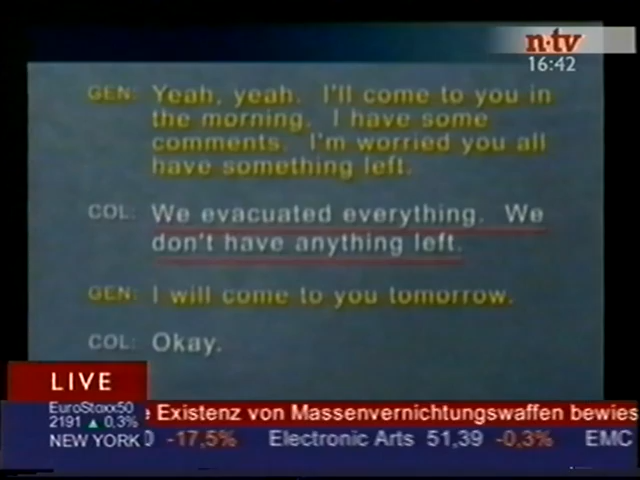 n-tv
16:42
GEN: Yeah, yeah. I'll come to you in
the morning. I have some
comments. I'm worried you all
have something left.
COL: We evacuated everything. We
don't have anything left.
GEN: I will come to you tomorrow.
COL: Okay.
LIVE
EuroStoxx50
2191 ▲ 0,3%
NEW YORK
e Existenz von Massenvernichtungswaffen bewies
0 -17,5% Electronic Arts 51,39 -0,3% EMC